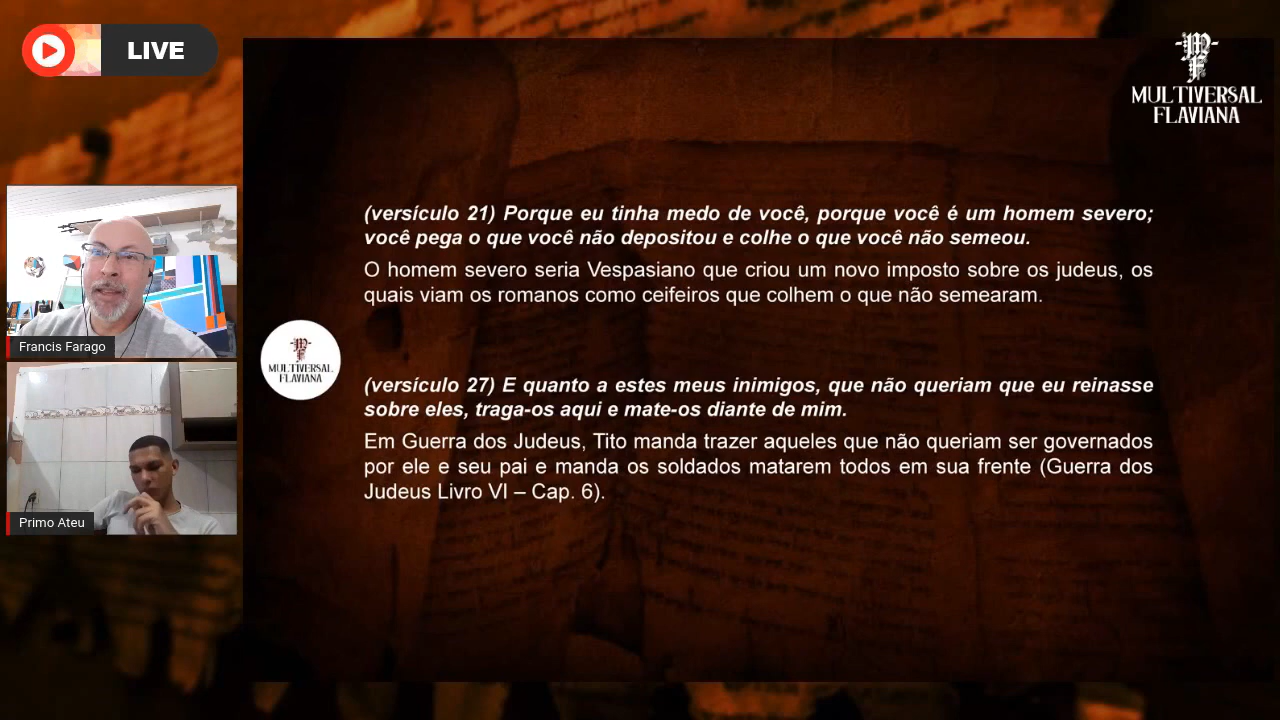 LIVE
MULTIVERSAL
FLAVIANA
(versículo 21) Porque eu tinha medo de você, porque você é um homem severo;
você pega o que você não depositou e colhe o que você não semeou.
O homem severo seria Vespasiano que criou um novo imposto sobre os judeus, os
quais viam os romanos como ceifeiros que colhem o que não semearam.
Francis Farago
MULTIVERSAL
FLAVIANA
(versículo 27) E quanto a estes meus inimigos, que não queriam que eu reinasse
sobre eles, traga-os aqui e mate-os diante de mim.
Em Guerra dos Judeus, Tito manda trazer aqueles que não queriam ser governados
por ele e seu pai e manda os soldados matarem todos em sua frente (Guerra dos
Judeus Livro VI – Cap. 6).
Primo Ateu